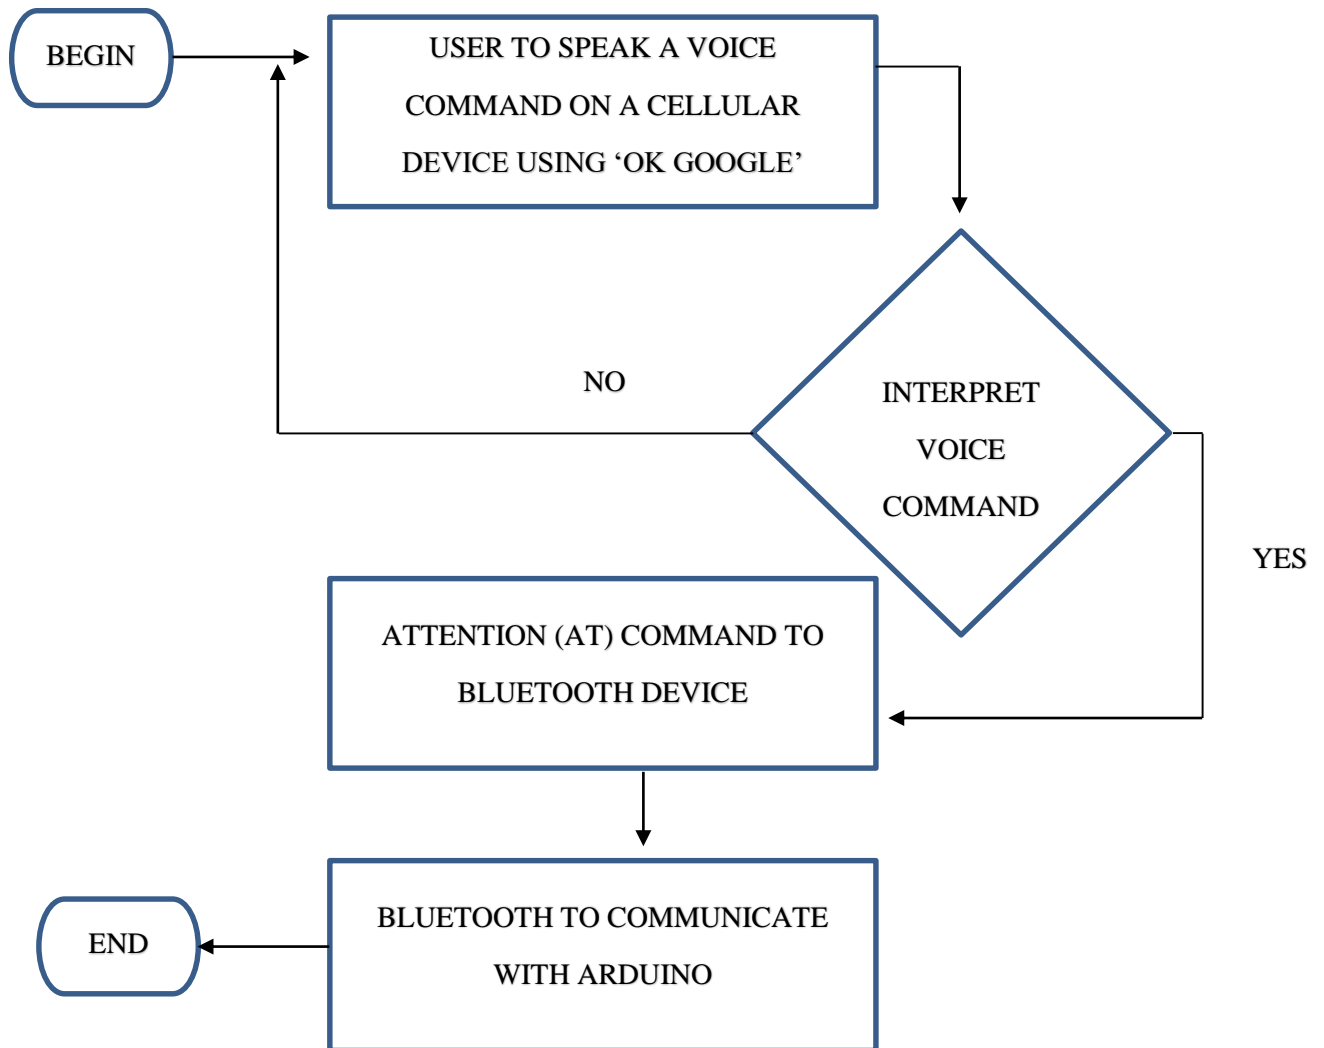 BEGIN
USER TO SPEAK A VOICE
COMMAND ON A CELLULAR
DEVICE USING ‘OK GOOGLE’
NO
INTERPRET
VOICE
COMMAND
YES
ATTENTION (AT) COMMAND TO
BLUETOOTH DEVICE
BLUETOOTH TO COMMUNICATE
WITH ARDUINO
END